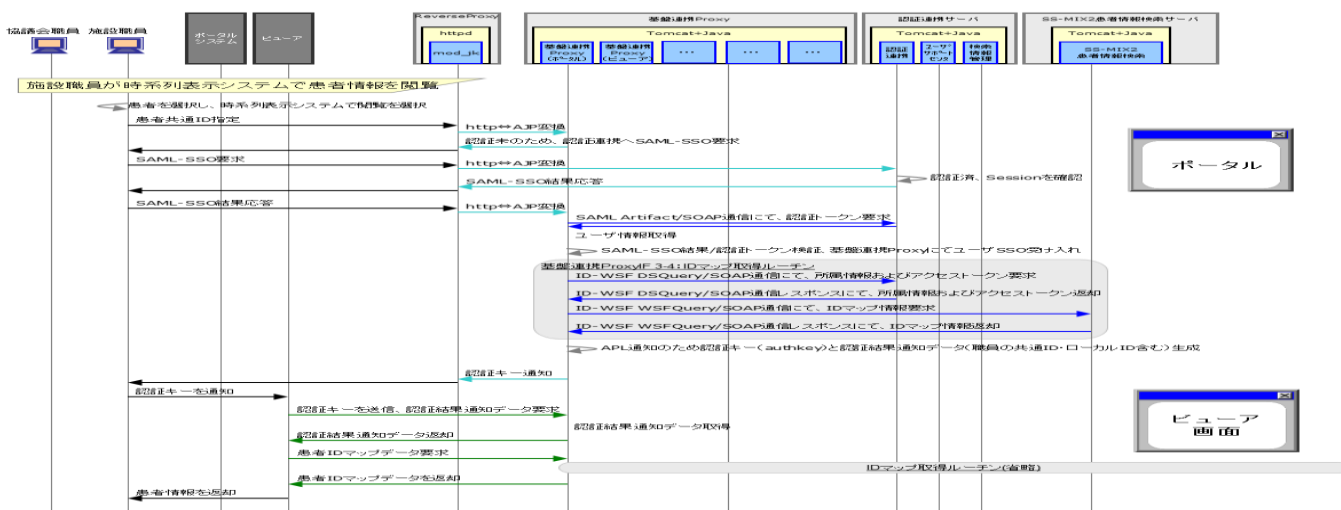 ReverseProxy
基盤連携Proxy
認証連携サーバ
SS-MIX2患者情報検索サーバ
協議会職員
施設職員
ポータル
システム
ビューア
httpd
mod_jk
Tomcat+Java
基盤連携
Proxy
(ポータル)
基盤連携
Proxy
(ビューア)
...
...
...
Tomcat+Java
認証
連携
ユーザ
サポート
センタ
検索
情報
管理
Tomcat+Java
SS-MIX2
患者情報検索
施設職員が時系列表示システムで患者情報を閲覧
患者を選択し、時系列表示システムで閲覧を選択
患者共通ID指定
http⇔AJP変換
認証未のため、認証連携へSAML-SSO要求
SAML-SSO要求
http⇔AJP変換
認証済、Sessionを確認
SAML-SSO結果応答
SAML-SSO結果応答
http⇔AJP変換
SAML Artifact/SOAP通信にて、認証トークン要求
ユーザ情報取得
SAML-SSO結果/認証トークン検証、基盤連携ProxyにてユーザSSO受け入れ
基盤連携ProxyIF 3-4:IDマップ取得ルーチン
ID-WSF DSQuery/SOAP通信にて、所属情報およびアクセストークン要求
ID-WSF DSQuery/SOAP通信レスポンスにて、所属情報およびアクセストークン返却
ID-WSF WSFQuery/SOAP通信にて、IDマップ情報要求
ID-WSF WSFQuery/SOAP通信レスポンスにて、IDマップ情報返却
APL通知のため認証キー(authkey)と認証結果通知データ(職員の共通ID・ローカルID含む)生成
認証キー通知
認証キーを通知
認証キーを送信、認証結果通知データ要求
認証結果通知データ取得
認証結果通知データ返却
患者IDマップデータ要求
IDマップ取得ルーチン(省略)
患者IDマップデータを返却
患者情報を返却
ポータル
ビューア
画面